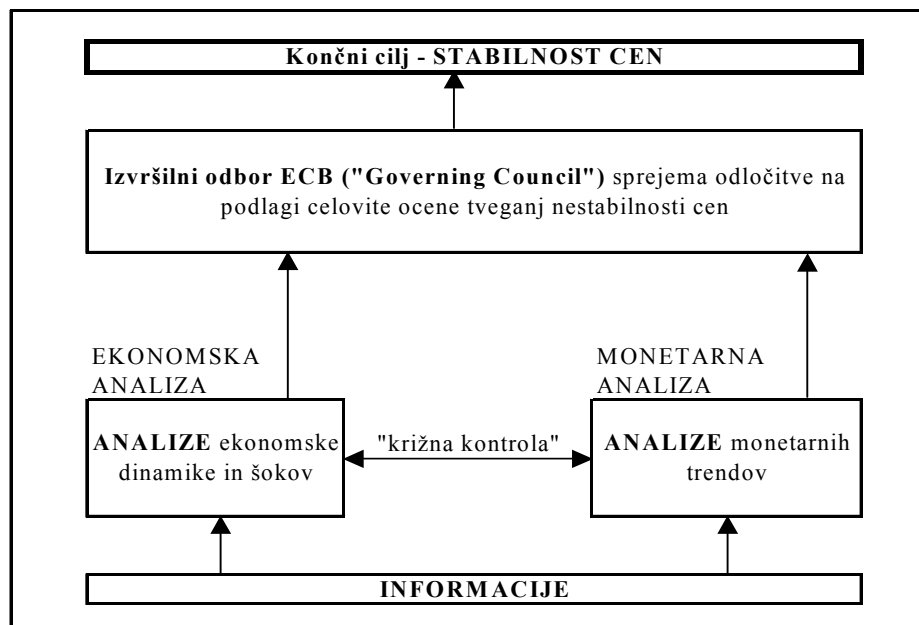 Končni cilj - STABILNOST CEN
Izvršilni odbor ECB ("Governing Council") sprejema odločitve na
podlagi celovite ocene tveganj nestabilnosti cen
EKONOMSKA
ANALIZA
MONETARNA
ANALIZA
ANALIZE ekonomske
dinamike in šokov
"križna kontrola"
ANALIZE monetarnih
trendov
INFORMACIJE